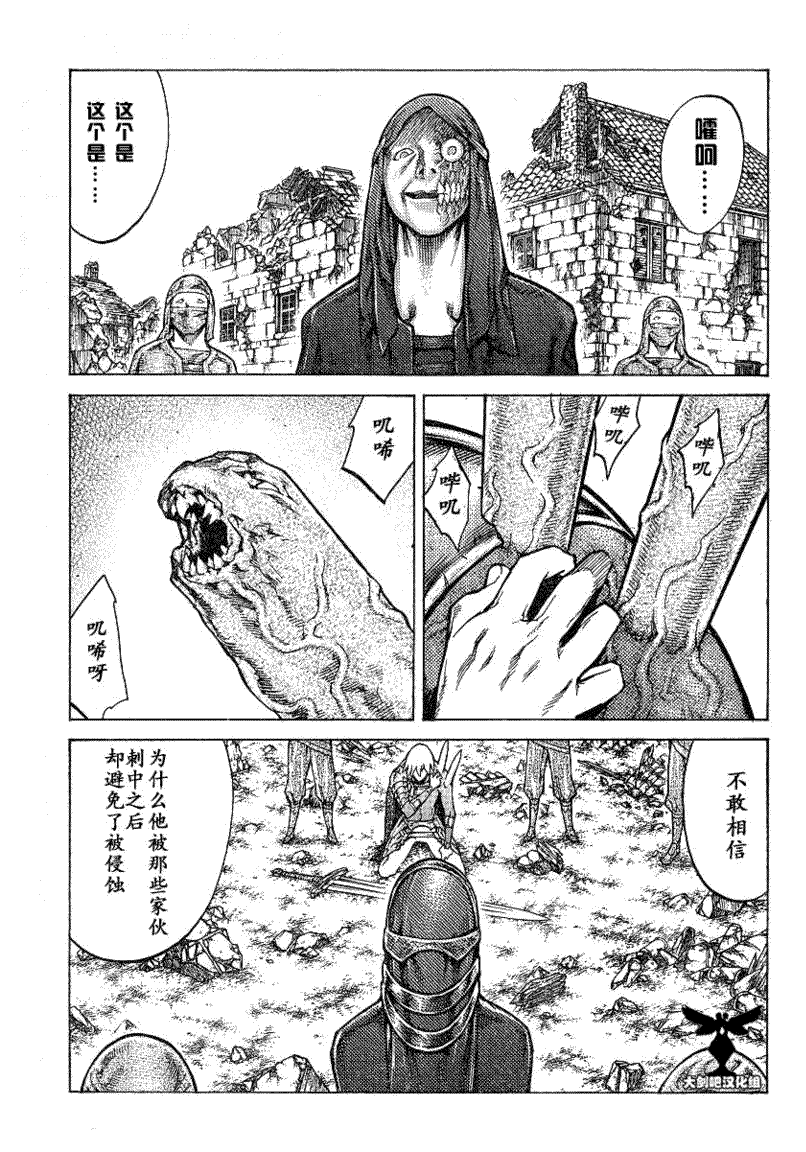 嚯呵……
这个是
这个是……
哔叽
哔叽
哔叽
叽唏
叽唏呀
不敢相信
为什么他被那些家伙
刺中之后
却避免了被侵蚀
大剑吧汉化组